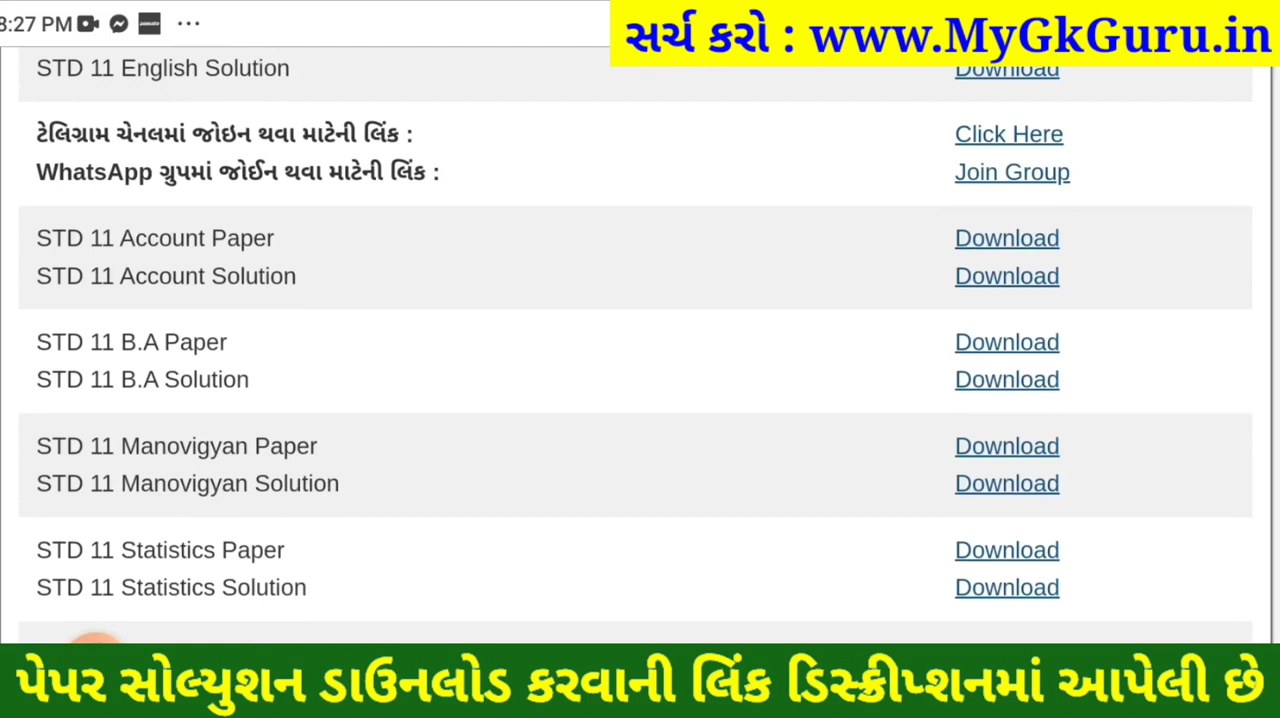 8:27 PM
સર્ચ કરો : www.MyGkGuru.in
STD 11 English Solution Download
ટેલિગ્રામ ચેનલમાં જોઇન થવા માટેની લિંક : Click Here
WhatsApp ગ્રુપમાં જોઈન થવા માટેની લિંક : Join Group
STD 11 Account Paper Download
STD 11 Account Solution Download
STD 11 B.A Paper Download
STD 11 B.A Solution Download
STD 11 Manovigyan Paper Download
STD 11 Manovigyan Solution Download
STD 11 Statistics Paper Download
STD 11 Statistics Solution Download
પેપર સોલ્યુશન ડાઉનલોડ કરવાની લિંક ડિસ્ક્રીપ્શનમાં આપેલી છે